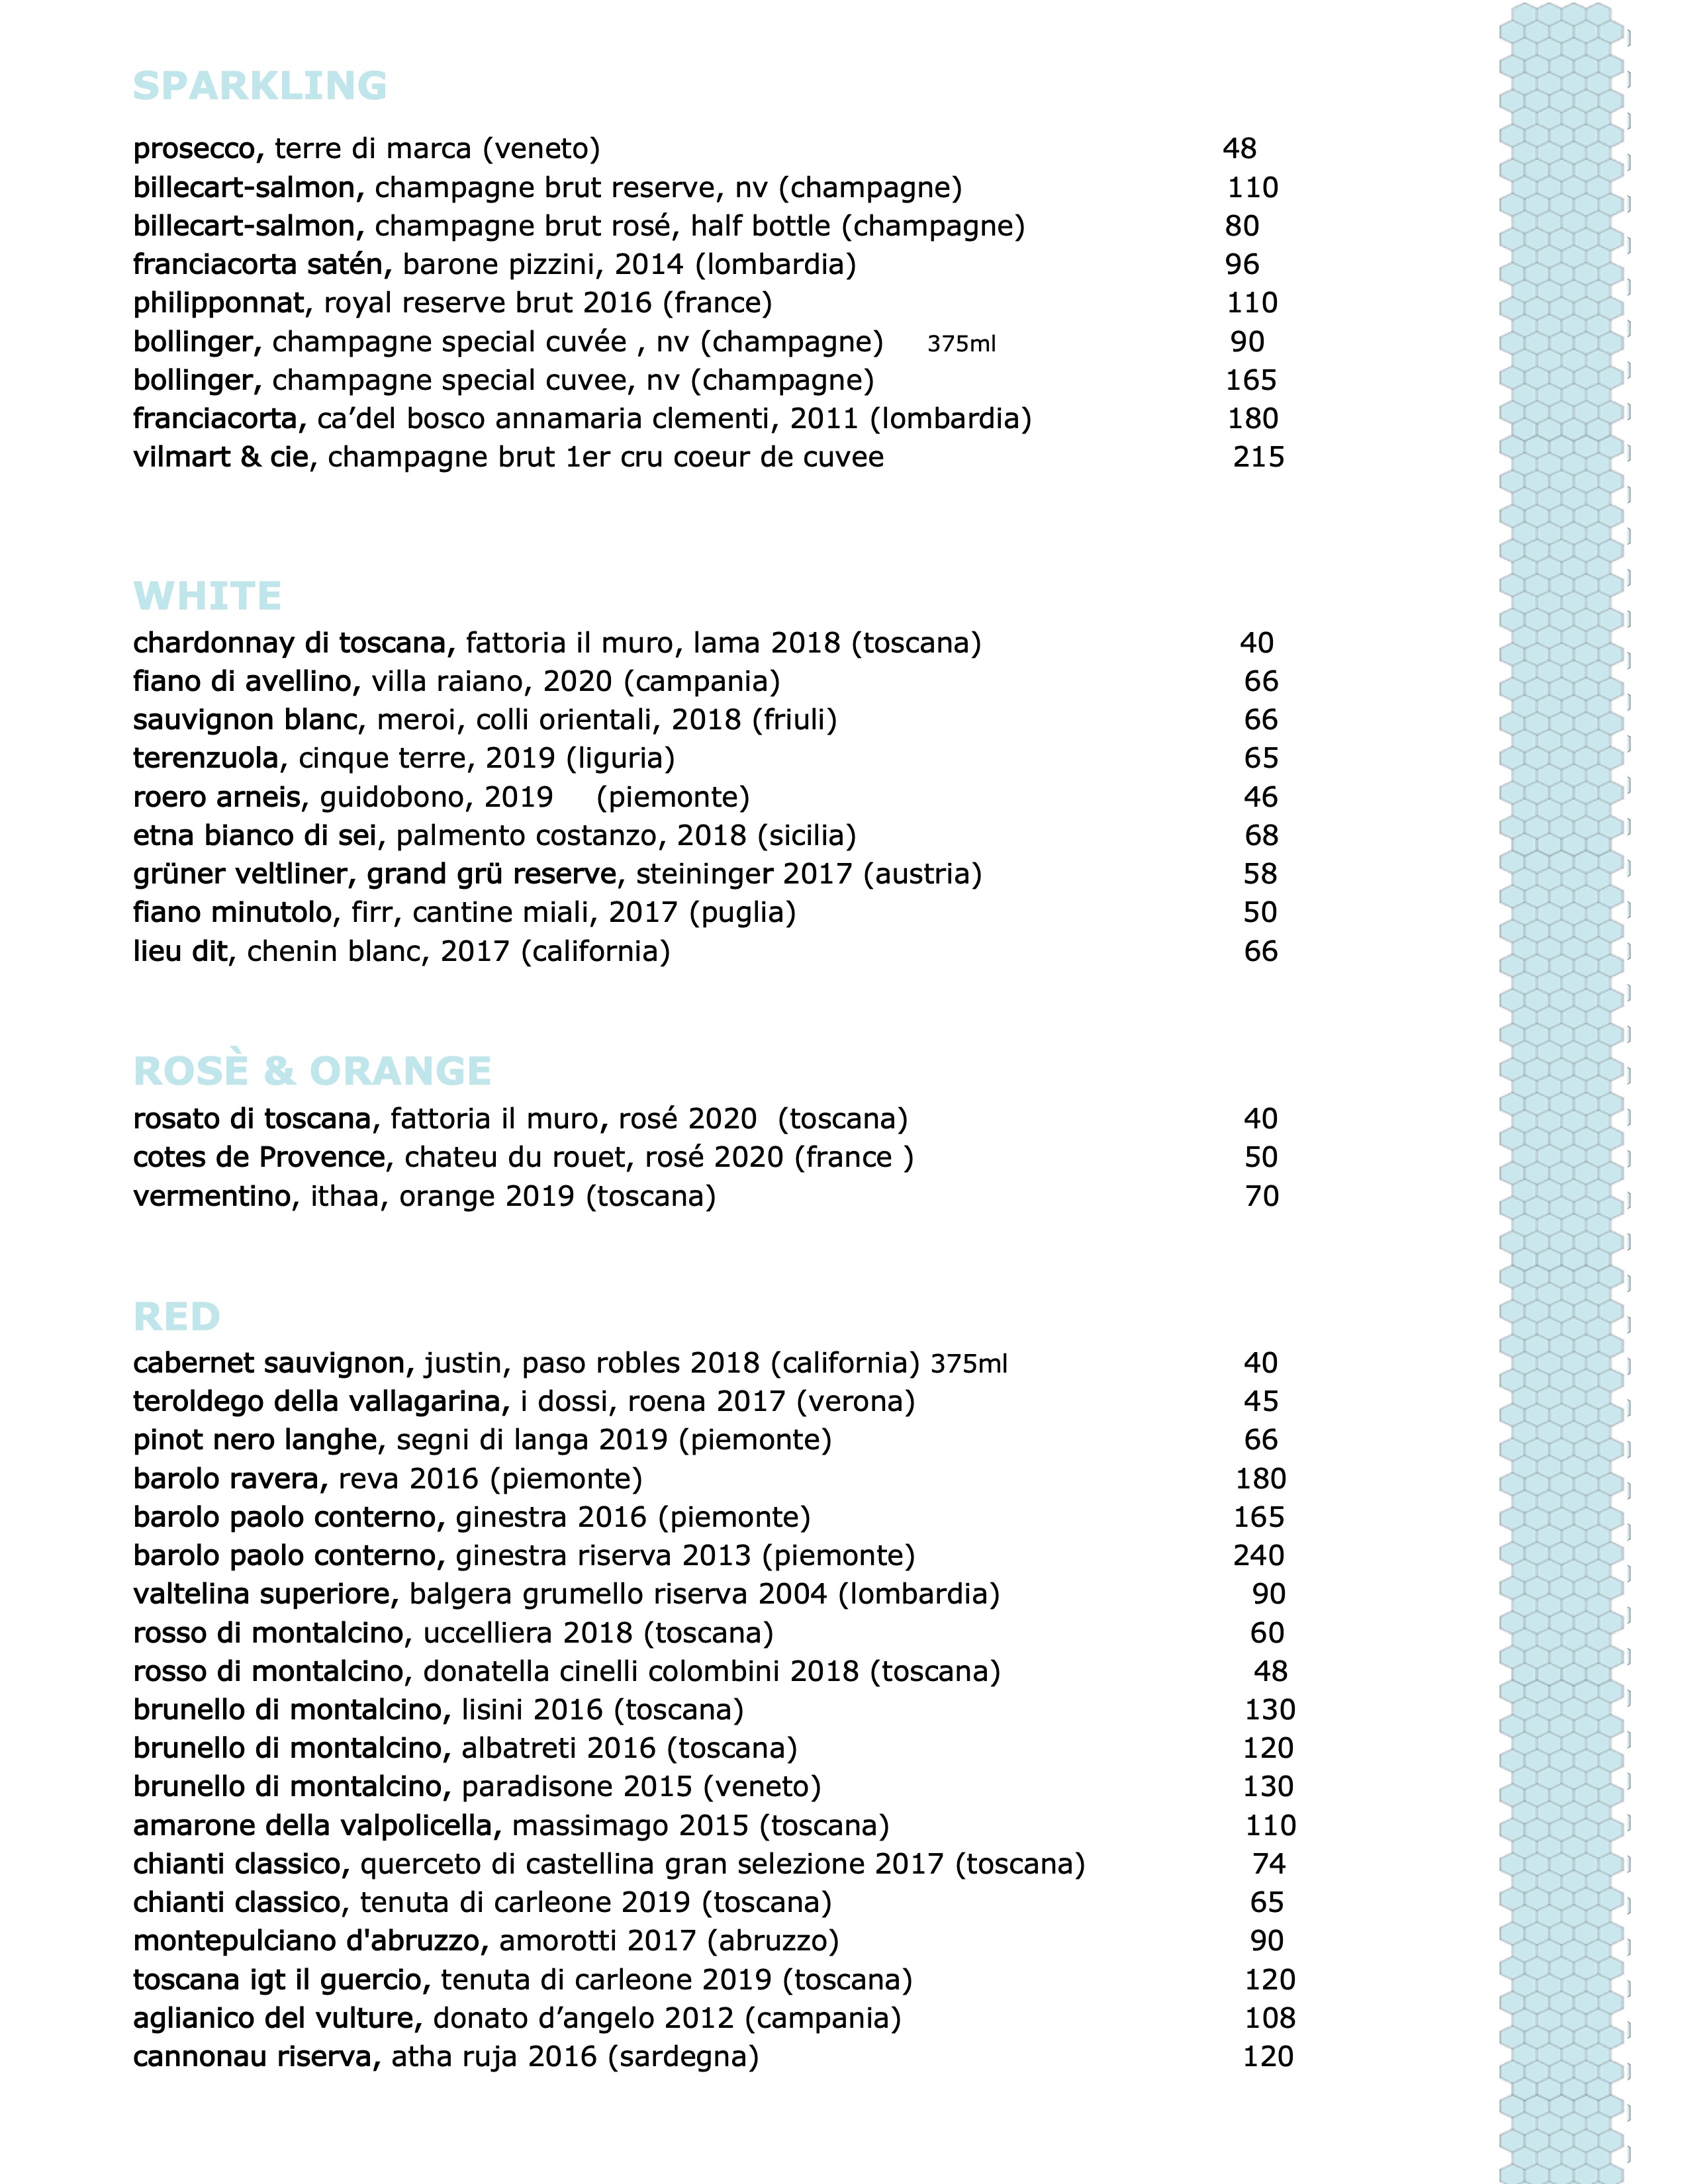 SPARKLING
prosecco, terre di marca (veneto) 48
billecart-salmon, champagne brut reserve, nv (champagne) 110
billecart-salmon, champagne brut rosé, half bottle (champagne) 80
franciacorta satén, barone pizzini, 2014 (lombardia) 96
philipponnat, royal reserve brut 2016 (france) 110
bollinger, champagne special cuvée , nv (champagne) 375ml 90
bollinger, champagne special cuvee, nv (champagne) 165
franciacorta, ca’del bosco annamaria clementi, 2011 (lombardia) 180
vilmart & cie, champagne brut 1er cru coeur de cuvee 215
WHITE
chardonnay di toscana, fattoria il muro, lama 2018 (toscana) 40
fiano di avellino, villa raiano, 2020 (campania) 66
sauvignon blanc, meroi, colli orientali, 2018 (friuli) 66
terenzuola, cinque terre, 2019 (liguria) 65
roero arneis, guidobono, 2019 (piemonte) 46
etna bianco di sei, palmento costanzo, 2018 (sicilia) 68
grüner veltliner, grand grü reserve, steininger 2017 (austria) 58
fiano minutolo, firr, cantine miali, 2017 (puglia) 50
lieu dit, chenin blanc, 2017 (california) 66
ROSÈ & ORANGE
rosato di toscana, fattoria il muro, rosé 2020 (toscana) 40
cotes de Provence, chateu du rouet, rosé 2020 (france ) 50
vermentino, ithaa, orange 2019 (toscana) 70
RED
cabernet sauvignon, justin, paso robles 2018 (california) 375ml 40
teroldego della vallagarina, i dossi, roena 2017 (verona) 45
pinot nero langhe, segni di langa 2019 (piemonte) 66
barolo ravera, reva 2016 (piemonte) 180
barolo paolo conterno, ginestra 2016 (piemonte) 165
barolo paolo conterno, ginestra riserva 2013 (piemonte) 240
valtelina superiore, balgera grumello riserva 2004 (lombardia) 90
rosso di montalcino, uccelliera 2018 (toscana) 60
rosso di montalcino, donatella cinelli colombini 2018 (toscana) 48
brunello di montalcino, lisini 2016 (toscana) 130
brunello di montalcino, albatreti 2016 (toscana) 120
brunello di montalcino, paradisone 2015 (veneto) 130
amarone della valpolicella, massimago 2015 (toscana) 110
chianti classico, querceto di castellina gran selezione 2017 (toscana) 74
chianti classico, tenuta di carleone 2019 (toscana) 65
montepulciano d'abruzzo, amorotti 2017 (abruzzo) 90
toscana igt il guercio, tenuta di carleone 2019 (toscana) 120
aglianico del vulture, donato d’angelo 2012 (campania) 108
cannonau riserva, atha ruja 2016 (sardegna) 120